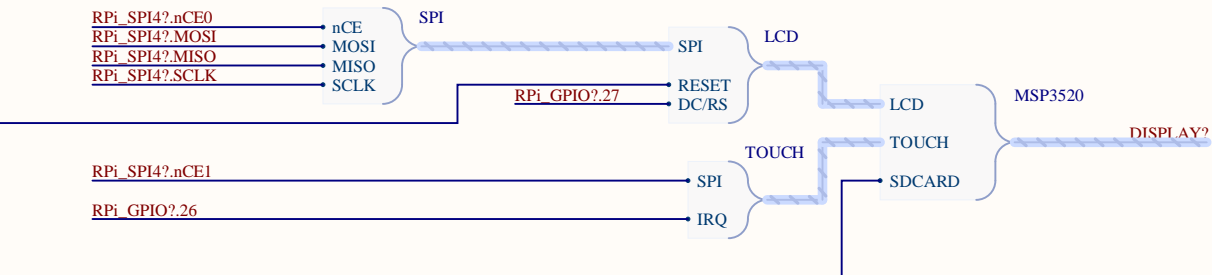 RPi_SPI4?.nCE0
RPi_SPI4?.MOSI
RPi_SPI4?.MISO
RPi_SPI4?.SCLK
nCE
MOSI
MISO
SCLK
SPI
SPI
RESET
DC/RS
LCD
RPi_GPIO?.27
LCD
TOUCH
SDCARD
MSP3520
DISPLAY?
RPi_SPI4?.nCE1
RPi_GPIO?.26
SPI
IRQ
TOUCH